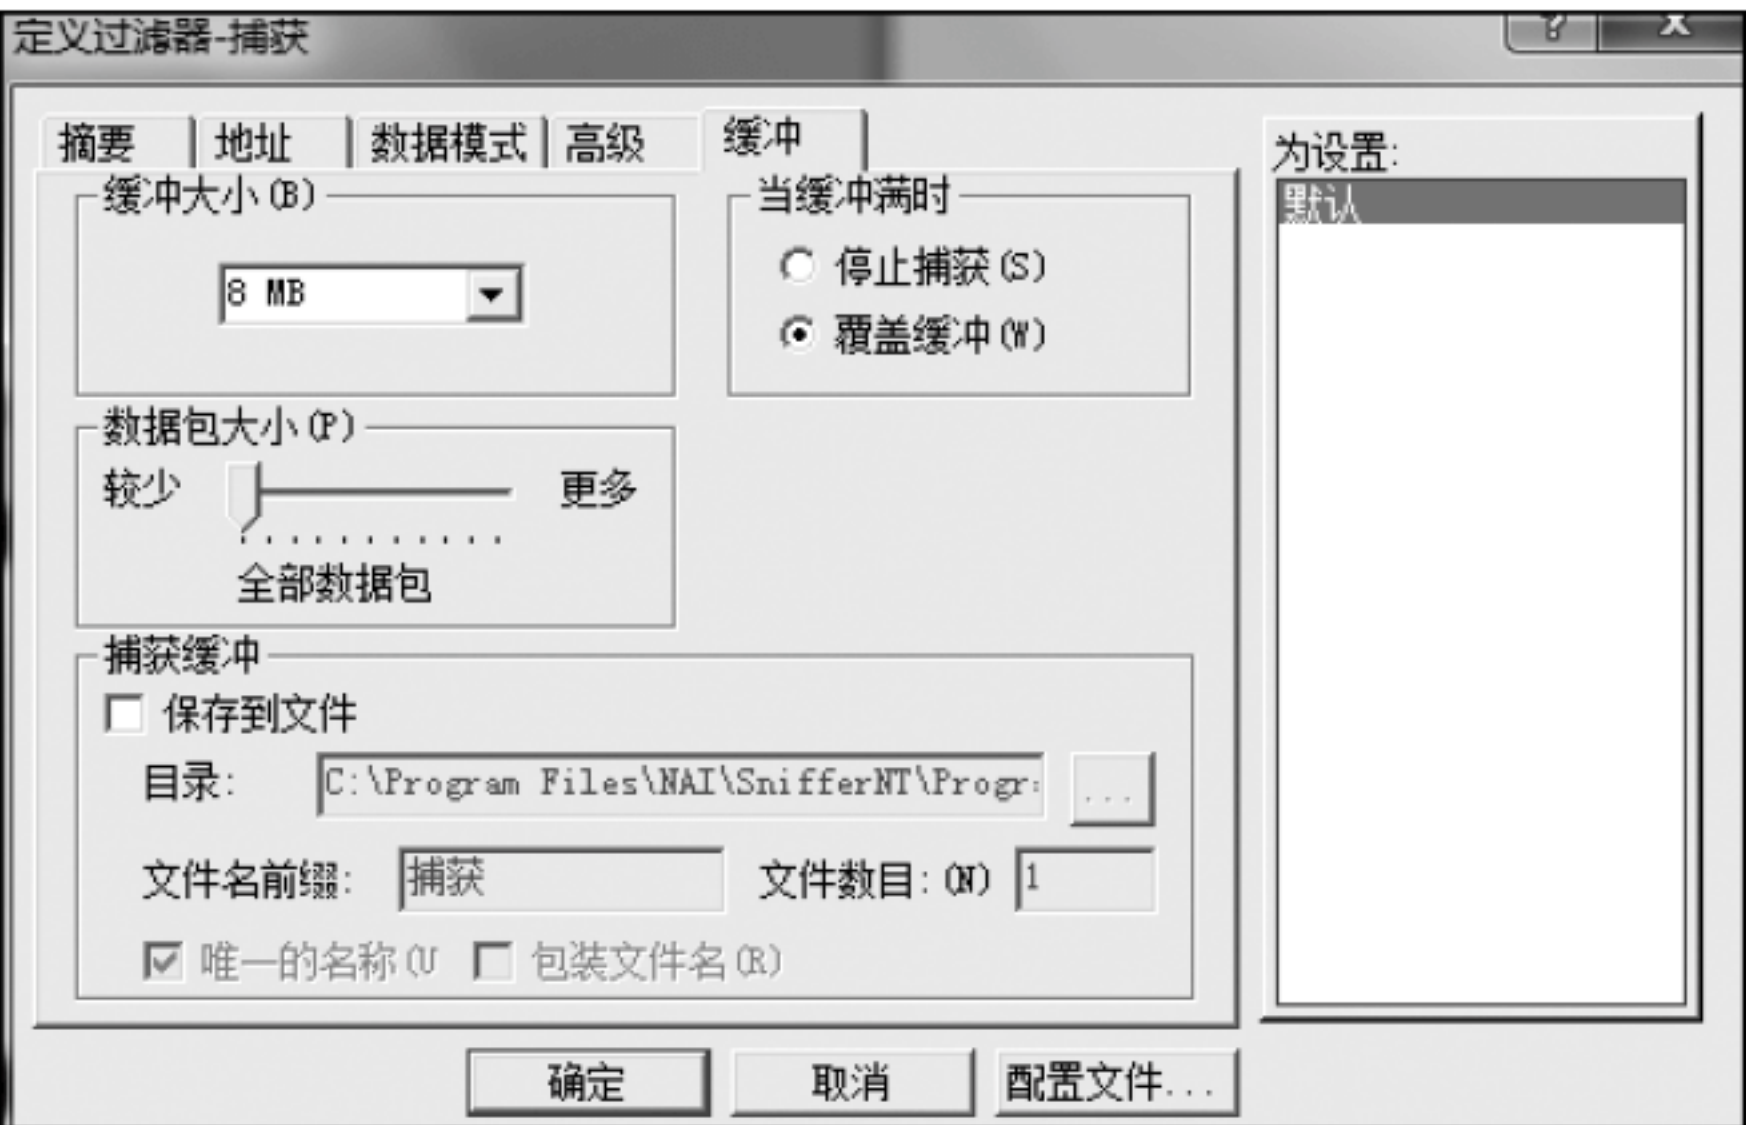 定义过滤器-捕获
? X
摘要 地址 数据模式 高级 缓冲
缓冲大小(B)
8 MB
当缓冲满时
停止捕获(S)
覆盖缓冲(W)
数据包大小(P)
较少 更多
全部数据包
捕获缓冲
保存到文件
目录: C:\Program Files\NAI\SnifferNT\Progr ...
文件名前缀: 捕获 文件数目:(N) 1
唯一的名称(U 包装文件名(R)
为设置:
默认
确定 取消 配置文件...